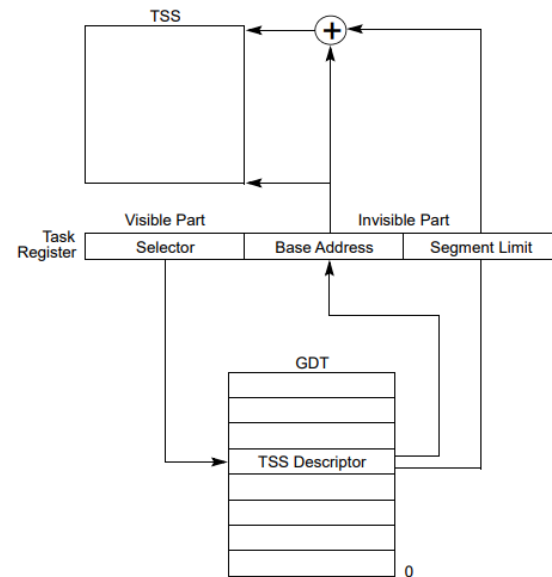 TSS
+
Visible Part
Invisible Part
Task
Register
Selector
Base Address
Segment Limit
GDT
TSS Descriptor
0